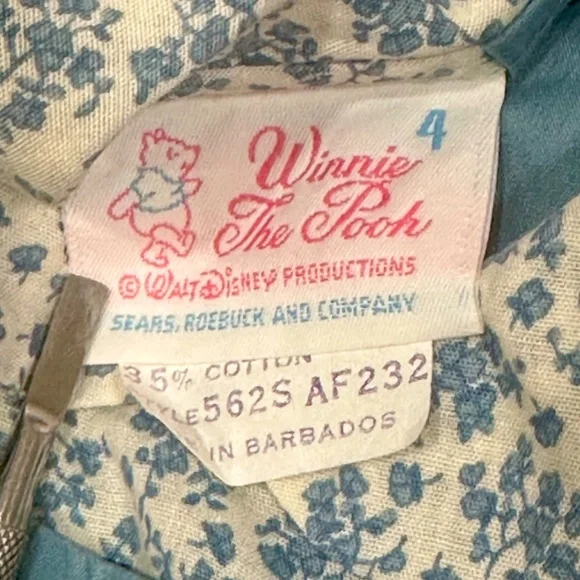 4
Winnie
The Pooh
© WALT DISNEY PRODUCTIONS
SEARS, ROEBUCK AND COMPANY
35% COTTON
562S AF232
IN BARBADOS